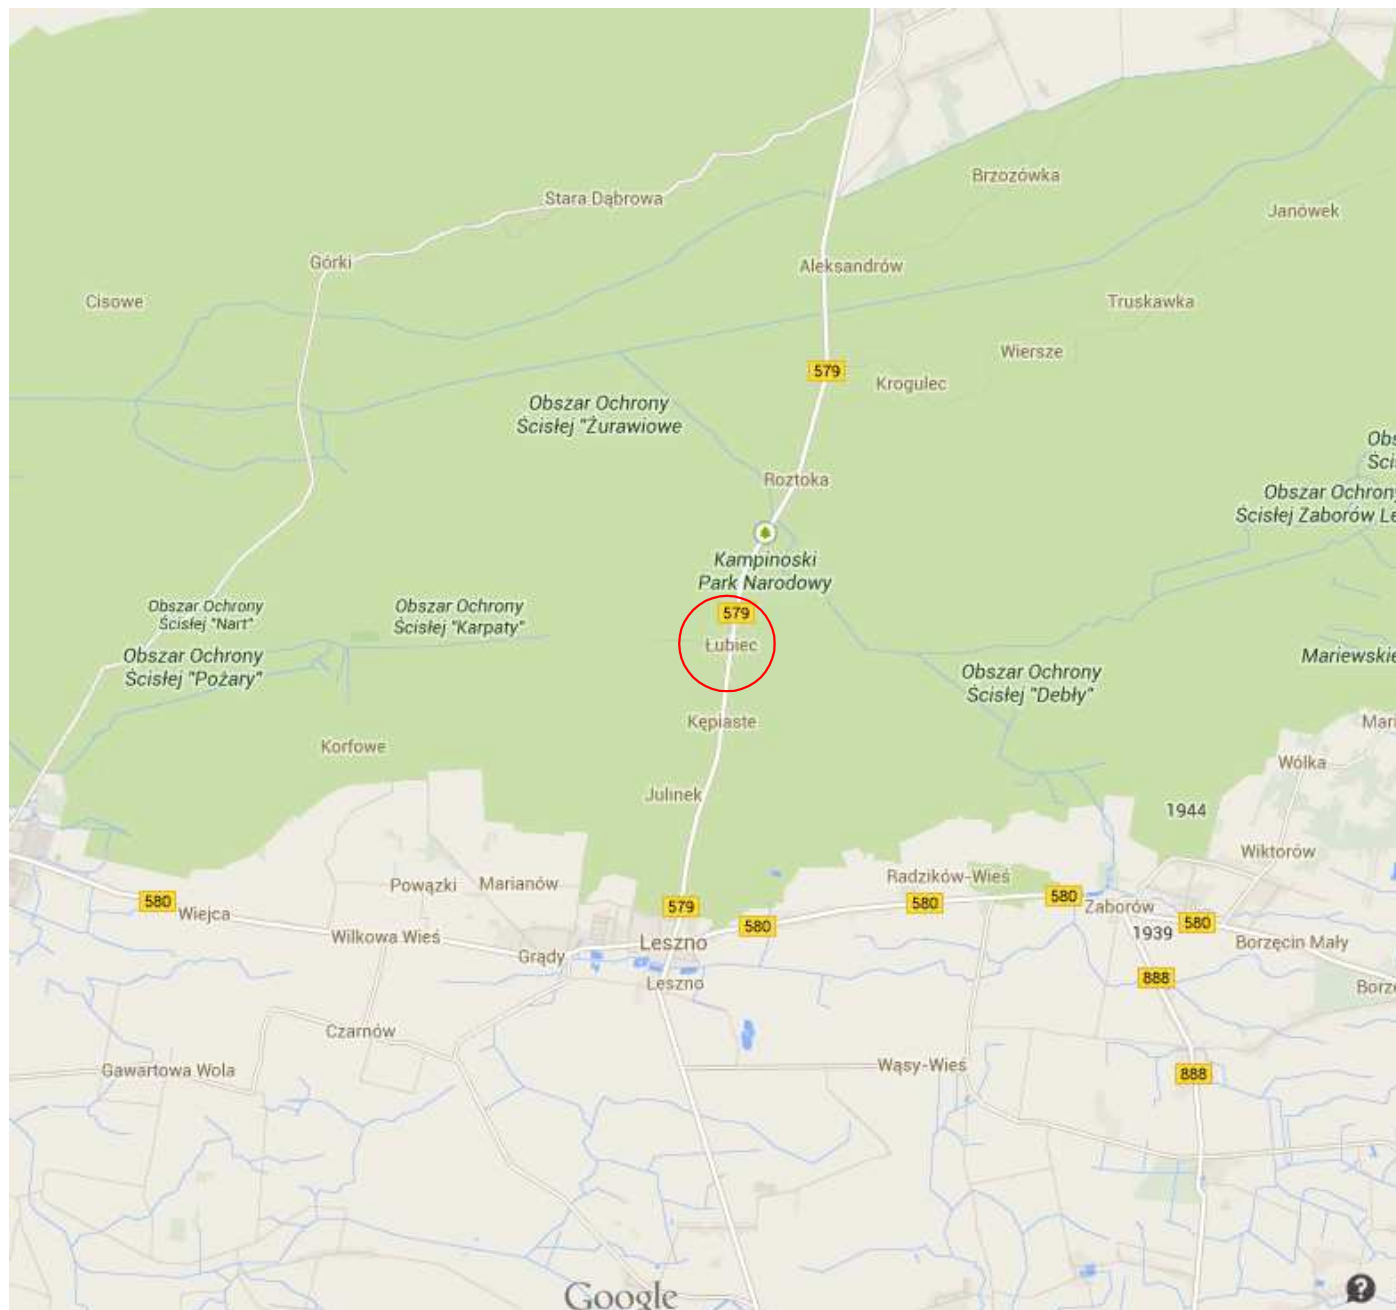 Brzozówka
Stara Dąbrowa
Janówek
Górki
Aleksandrów
Cisowe
Truskawka
Wiersze
579
Krogulec
Obszar Ochrony
Ścisłej "Żurawiowe
Roztoka
Obszar Ochrony
Ścisłej Zaborów
Kampinoski
Park Narodowy
Obszar Ochrony
Ścisłej "Nart"
Obszar Ochrony
Ścisłej "Karpaty"
579
Łubiec
Obszar Ochrony
Ścisłej "Pożary"
Mariewskie
Obszar Ochrony
Ścisłej "Debły"
Kępiaste
Korfowe
Wólka
Julinek
1944
Wiktorów
Powązki
Marianów
Radzików-Wieś
580
579
580
580
580
Zaborów
580
Wiejca
Wilkowa Wieś
Leszno
1939
Borzęcin Mały
Grądy
Leszno
888
Czarnów
Gawartowa Wola
Wąsy-Wieś
888
Google
?